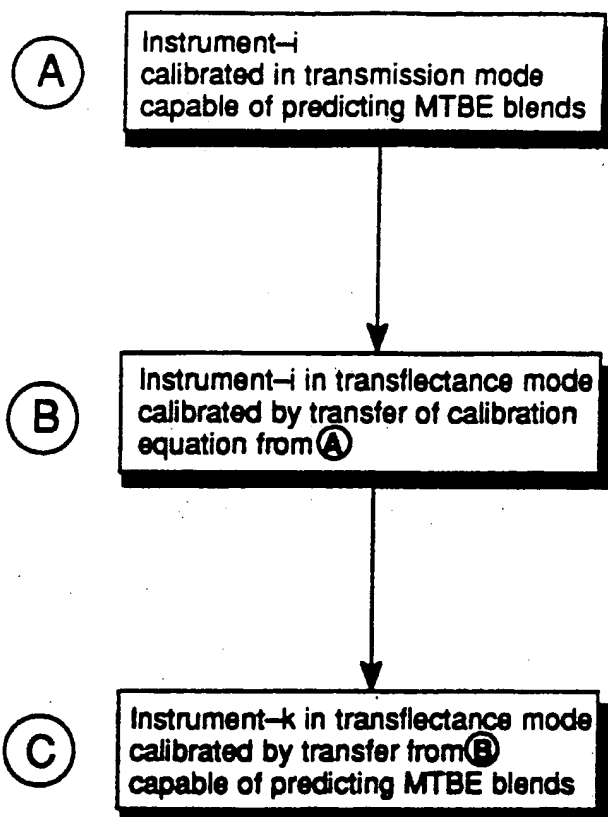 A
Instrument-i
calibrated in transmission mode
capable of predicting MTBE blends
B
Instrument-i in transflectance mode
calibrated by transfer of calibration
equation from Ⓐ
C
Instrument-k in transflectance mode
calibrated by transfer from Ⓑ
capable of predicting MTBE blends